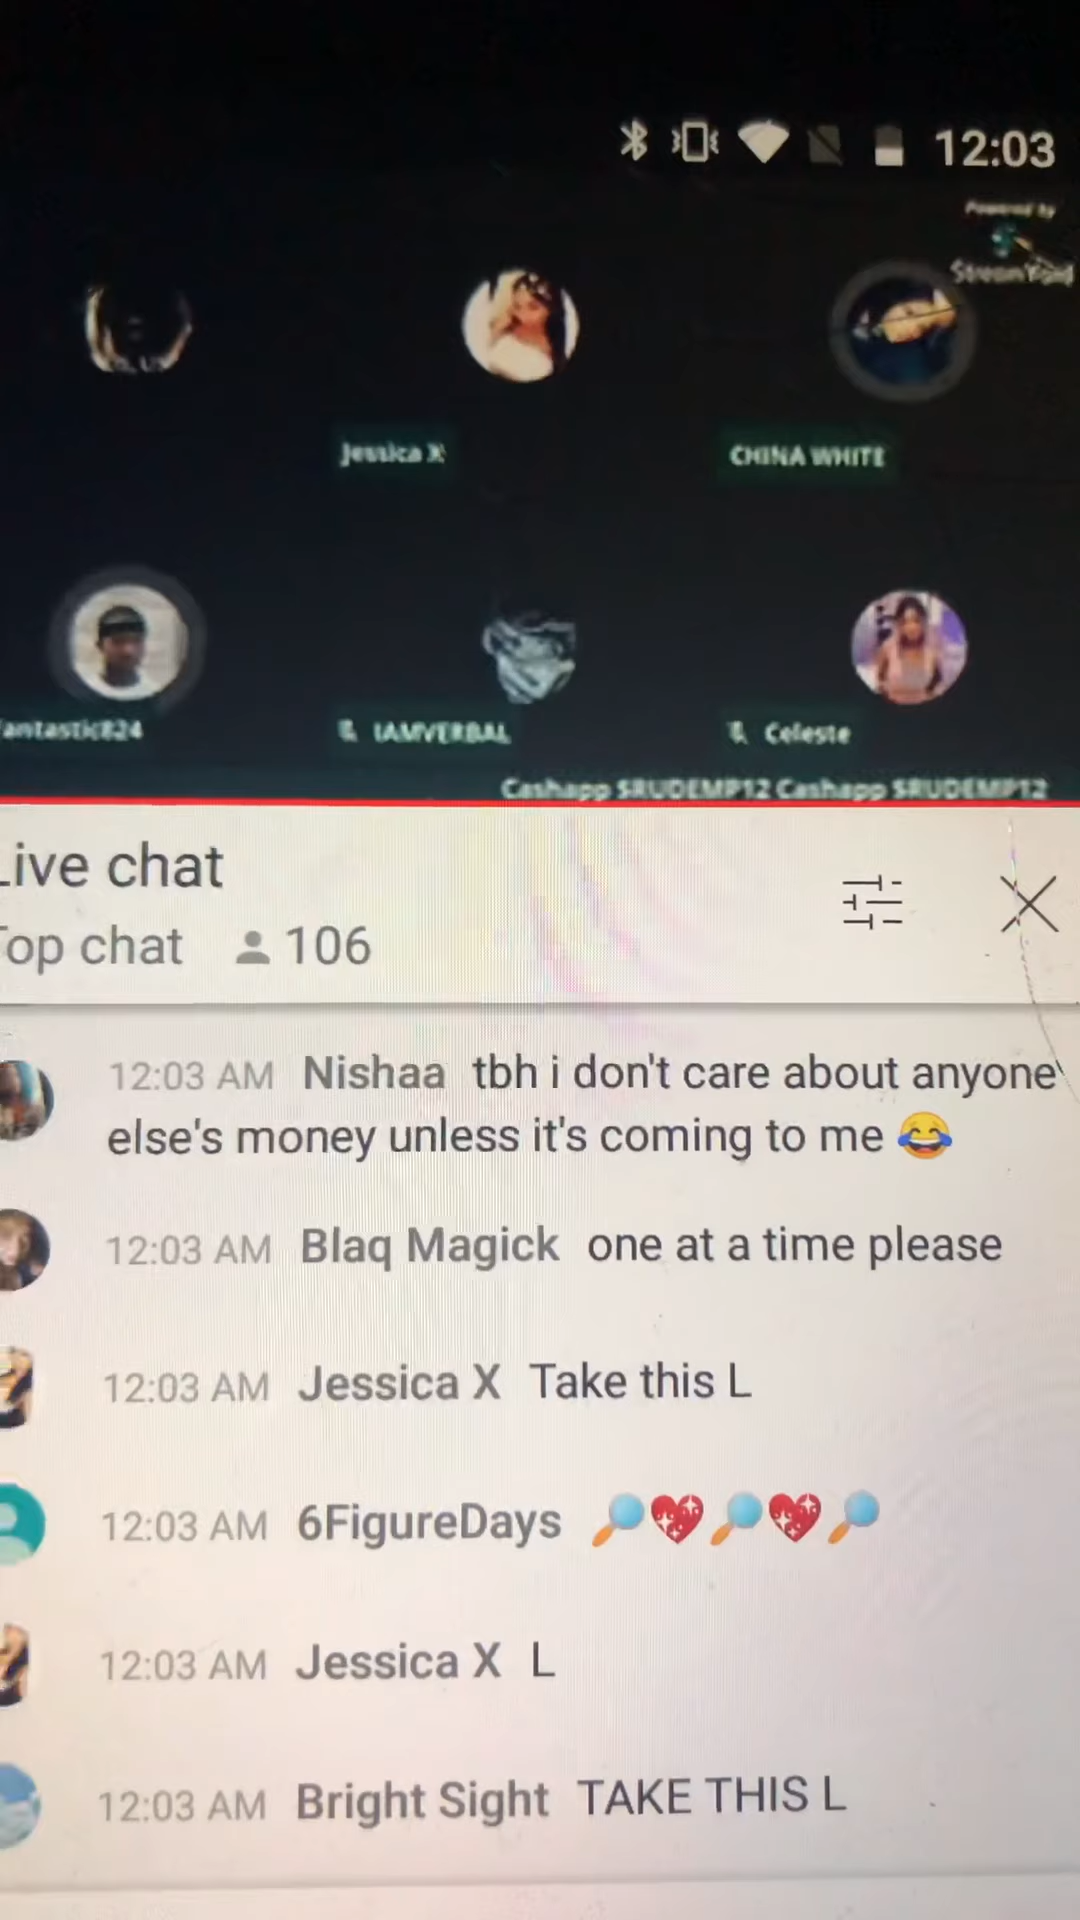 12:03
Powered by
StreamYard
Jessica X
CHINA WHITE
antastic824
IAMVERBAL
Celeste
Cashapp $RUDEMP12 Cashapp $RUDEMP12
Live chat
Top chat 106
12:03 AM Nishaa tbh i don't care about anyone
else's money unless it's coming to me 😂
12:03 AM Blaq Magick one at a time please
12:03 AM Jessica X Take this L
12:03 AM 6FigureDays 🔎💖🔎💖🔎
12:03 AM Jessica X L
12:03 AM Bright Sight TAKE THIS L